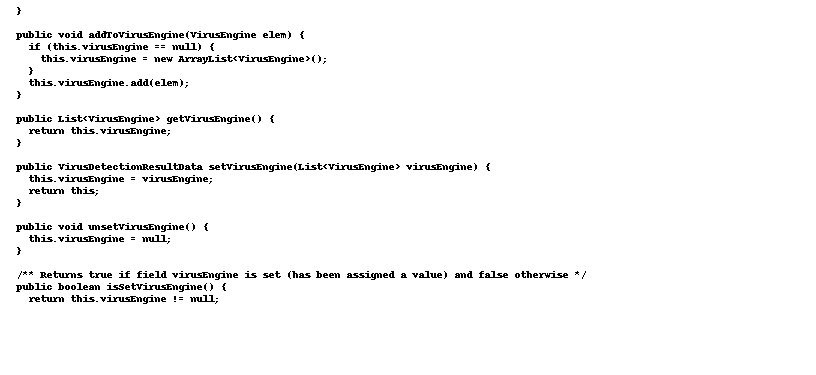 }
public void addToVirusEngine(VirusEngine elem) {
if (this.virusEngine == null) {
this.virusEngine = new ArrayList<VirusEngine>();
}
this.virusEngine.add(elem);
}
public List<VirusEngine> getVirusEngine() {
return this.virusEngine;
}
public VirusDetectionResultData setVirusEngine(List<VirusEngine> virusEngine) {
this.virusEngine = virusEngine;
return this;
}
public void unsetVirusEngine() {
this.virusEngine = null;
}
/** Returns true if field virusEngine is set (has been assigned a value) and false otherwise */
public boolean isSetVirusEngine() {
return this.virusEngine != null;